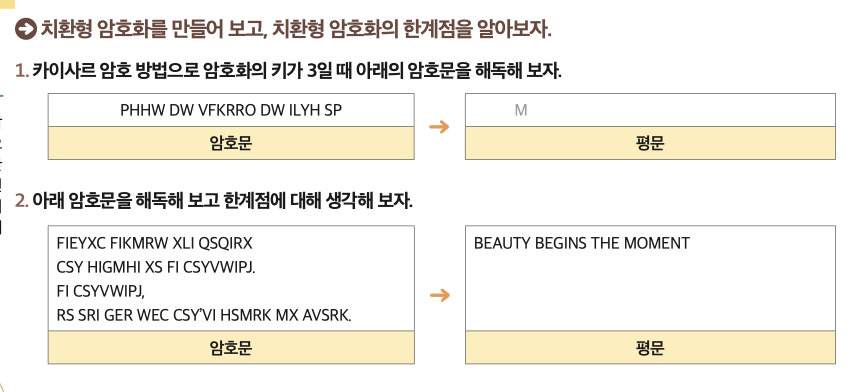 치환형 암호화를 만들어 보고, 치환형 암호화의 한계점을 알아보자.
1. 카이사르 암호 방법으로 암호화의 키가 3일 때 아래의 암호문을 해독해 보자.
PHHW DW VFKRRO DW ILYH SP
M
암호문
평문
2. 아래 암호문을 해독해 보고 한계점에 대해 생각해 보자.
FIEYXC FIKMRW XLI QSQIRX
CSY HIGMHI XS FI CSYVWIPJ.
FI CSYVWIPJ,
RS SRI GER WEC CSY'VI HSMRK MX AVSRK.
BEAUTY BEGINS THE MOMENT
암호문
평문